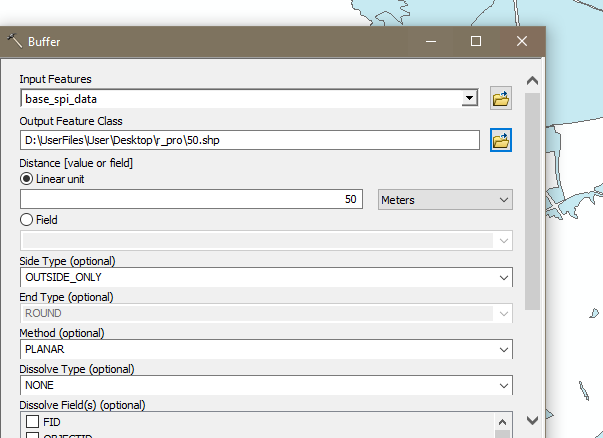 Buffer
Input Features
base_spi_data
Output Feature Class
D:\UserFiles\User\Desktop\r_pro\50.shp
Distance [value or field]
Linear unit
50 Meters
Field
Side Type (optional)
OUTSIDE_ONLY
End Type (optional)
ROUND
Method (optional)
PLANAR
Dissolve Type (optional)
NONE
Dissolve Field(s) (optional)
FID
OBJECTID